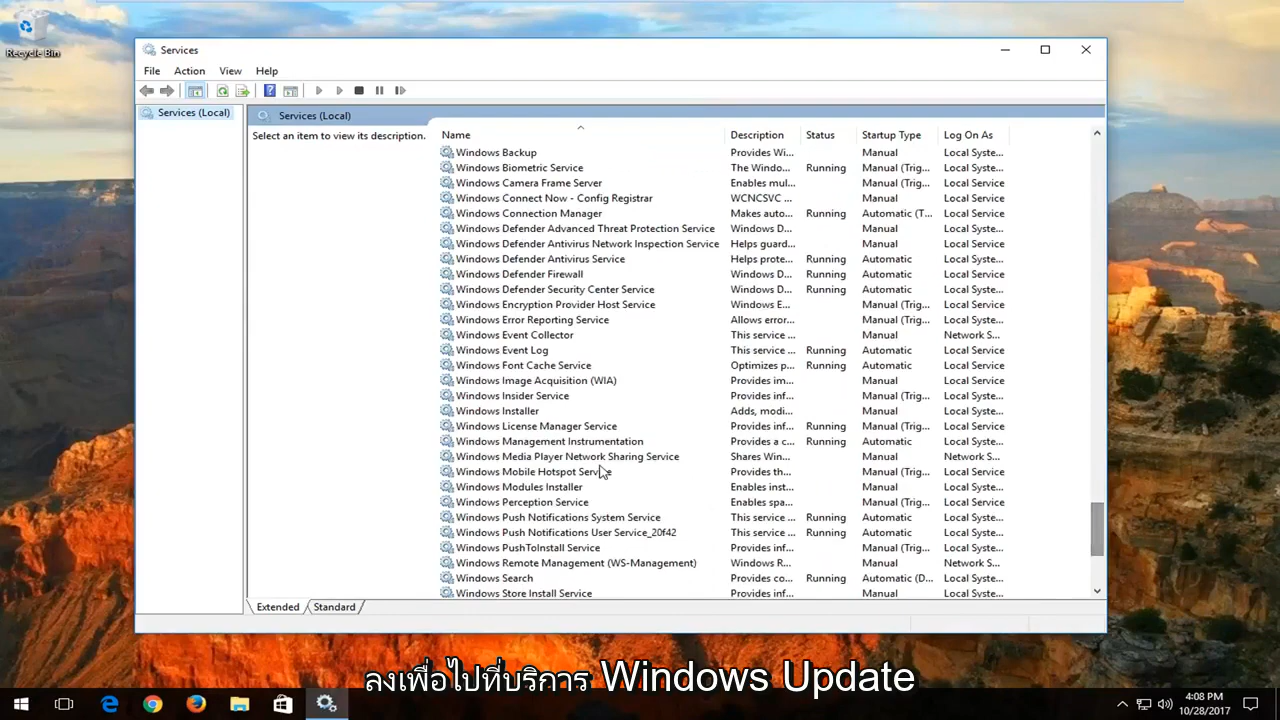 Recycle Bin
Services
File Action View Help
Services (Local)
Services (Local)
Select an item to view its description.
Name Description Status Startup Type Log On As
Windows Backup Provides Wi... Manual Local Syste...
Windows Biometric Service The Windo... Running Manual (Trig... Local Syste...
Windows Camera Frame Server Enables mul... Manual (Trig... Local Service
Windows Connect Now - Config Registrar WCNCSVC ... Manual Local Service
Windows Connection Manager Makes auto... Running Automatic (T... Local Service
Windows Defender Advanced Threat Protection Service Windows D... Manual Local Syste...
Windows Defender Antivirus Network Inspection Service Helps guard... Manual Local Service
Windows Defender Antivirus Service Helps prote... Running Automatic Local Syste...
Windows Defender Firewall Windows D... Running Automatic Local Service
Windows Defender Security Center Service Windows D... Running Automatic Local Syste...
Windows Encryption Provider Host Service Windows E... Manual (Trig... Local Service
Windows Error Reporting Service Allows error... Manual (Trig... Local Syste...
Windows Event Collector This service ... Manual Network S...
Windows Event Log This service ... Running Automatic Local Service
Windows Font Cache Service Optimizes p... Running Automatic Local Service
Windows Image Acquisition (WIA) Provides im... Manual Local Service
Windows Insider Service Provides inf... Manual (Trig... Local Syste...
Windows Installer Adds, modi... Manual Local Syste...
Windows License Manager Service Provides inf... Running Manual (Trig... Local Service
Windows Management Instrumentation Provides a c... Running Automatic Local Syste...
Windows Media Player Network Sharing Service Shares Win... Manual Network S...
Windows Mobile Hotspot Service Provides th... Manual (Trig... Local Service
Windows Modules Installer Enables inst... Manual Local Syste...
Windows Perception Service Enables spa... Manual (Trig... Local Service
Windows Push Notifications System Service This service ... Running Automatic Local Syste...
Windows Push Notifications User Service_20f42 This service ... Running Automatic Local Syste...
Windows PushToInstall Service Provides inf... Manual (Trig... Local Syste...
Windows Remote Management (WS-Management) Windows R... Manual Network S...
Windows Search Provides co... Running Automatic (D... Local Syste...
Windows Store Install Service Provides inf... Manual Local Syste...
Extended Standard
ลงเพื่อไปที่บริการ Windows Update
4:08 PM
10/28/2017